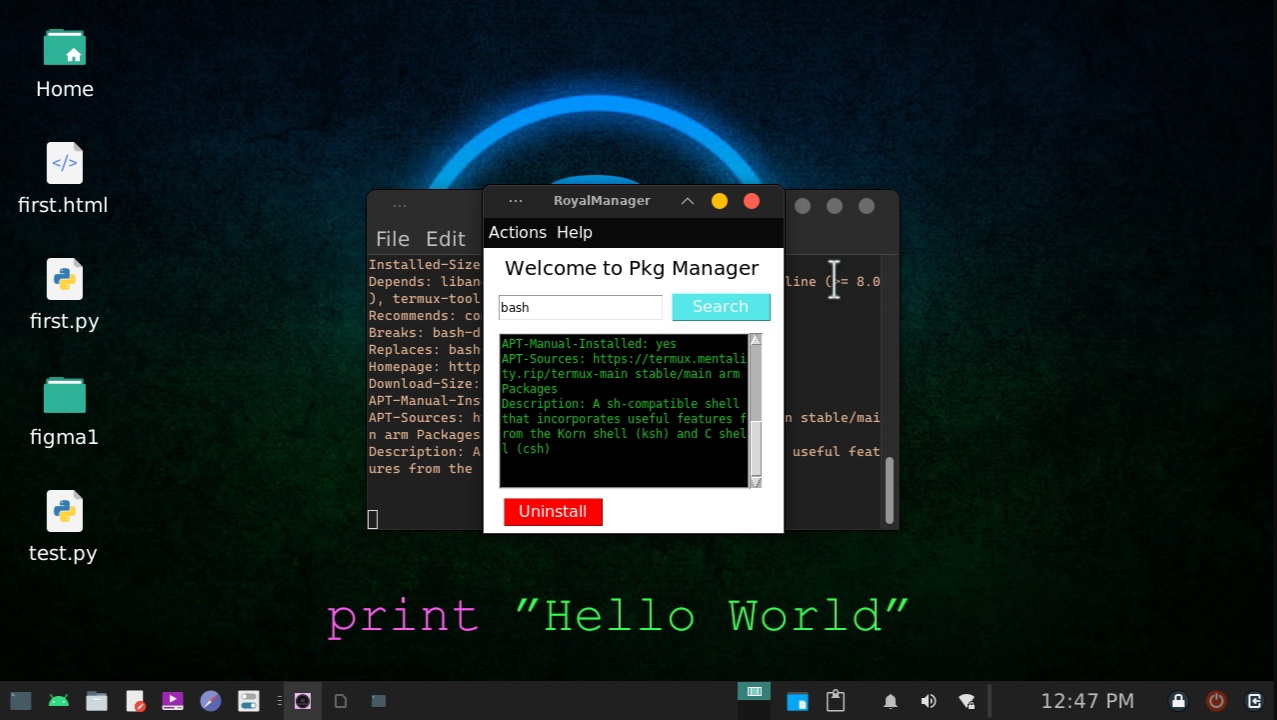 Home
</>
first.html
first.py
figma1
test.py
...
File Edit
Installed-Size
Depends: liban
line (>= 8.0
), termux-tool
Recommends: co
Breaks: bash-d
Replaces: bash
Homepage: http
Download-Size:
APT-Manual-Ins
APT-Sources: h
n stable/mai
n arm Packages
Description: A
useful feat
ures from the
... RoyalManager
Actions Help
Welcome to Pkg Manager
bash Search
APT-Manual-Installed: yes
APT-Sources: https://termux.mentali
ty.rip/termux-main stable/main arm
Packages
Description: A sh-compatible shell
that incorporates useful features f
rom the Korn shell (ksh) and C shel
l (csh)
Uninstall
print ”Hello World”
12:47 PM